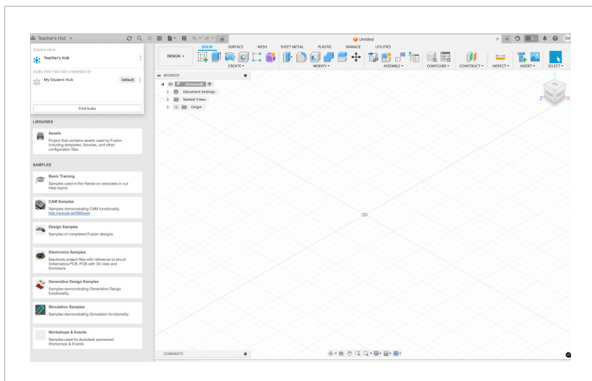 Teacher's Hub
Untitled
Teacher's Hub
My Student Hub
Default
Find hubs
LIBRARIES
Assets
Project that contains assets used by Fusion
including templates, libraries, and other
configuration files.
SAMPLES
Basic Training
Samples used in the Hands-on exercises in our
Help topics.
CAM Samples
Samples demonstrating CAM functionality.
Design Samples
Samples of completed Fusion designs.
Electronics Samples
Electronic project files with reference to circuit
Schematics-PCB, PCB with 3D view and
Enclosure.
Generative Design Samples
Samples demonstrating Generative Design
functionality.
Simulation Samples
Samples demonstrating Simulation functionality.
Workshops & Events
Samples used for Autodesk sponsored
Workshops & Events.
SOLID SURFACE MESH SHEET METAL PLASTIC MANAGE UTILITIES
DESIGN
CREATE MODIFY ASSEMBLE CONFIGURE CONSTRUCT INSPECT INSERT SELECT
BROWSER
Document Settings
Named Views
Origin
COMMENTS
Z
X